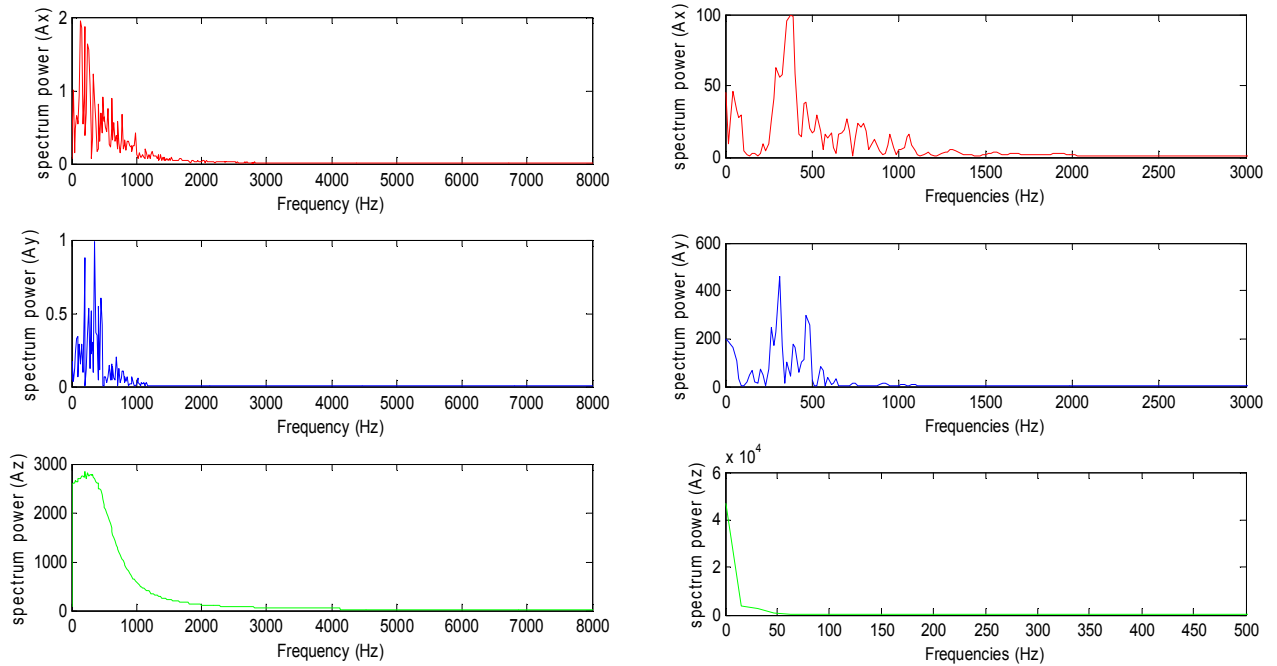 spectrum power (Ax)
2
1
0
0 1000 2000 3000 4000 5000 6000 7000 8000
Frequency (Hz)
spectrum power (Ax)
100
50
0
0 500 1000 1500 2000 2500 3000
Frequencies (Hz)
spectrum power (Ay)
1
0.5
0
0 1000 2000 3000 4000 5000 6000 7000 8000
Frequency (Hz)
spectrum power (Ay)
600
400
200
0
0 500 1000 1500 2000 2500 3000
Frequencies (Hz)
spectrum power (Az)
3000
2000
1000
0
0 1000 2000 3000 4000 5000 6000 7000 8000
Frequency (Hz)
spectrum power (Az)
x 10^4
6
4
2
0
0 50 100 150 200 250 300 350 400 450 500
Frequencies (Hz)